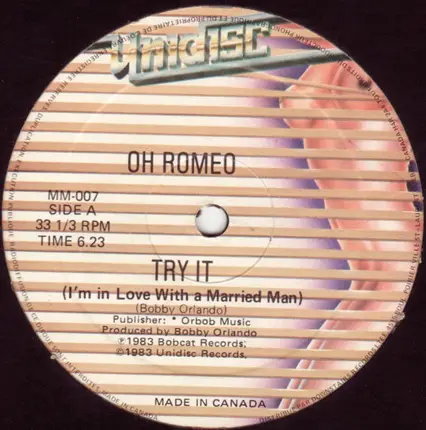 unidisc
OH ROMEO
MM-007
SIDE A
33 1/3 RPM
TIME 6.23
TRY IT
(I'm in Love With a Married Man)
(Bobby Orlando)
Publisher: * Orbob Music
Produced by Bobby Orlando
℗1983 Bobcat Records.
©1983 Unidisc Records.
MADE IN CANADA